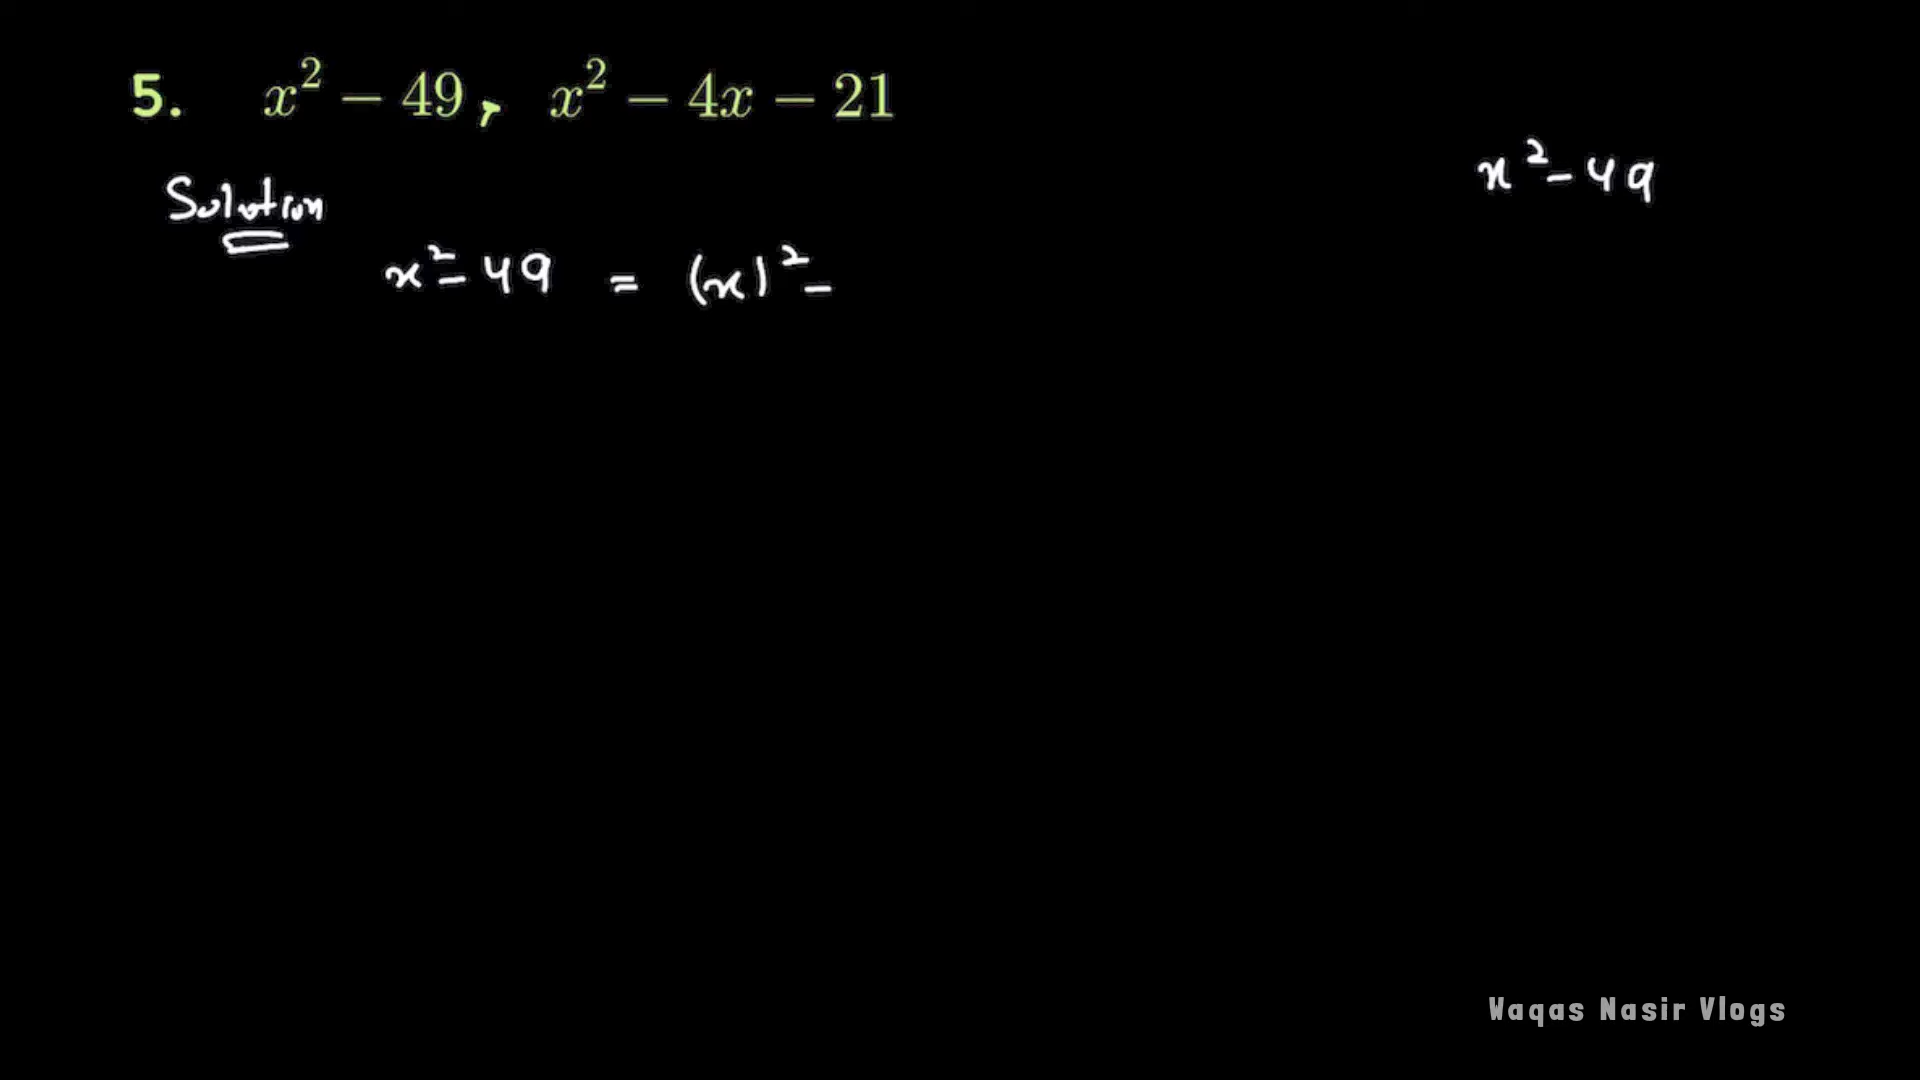 5. x² − 49, x² − 4x − 21
x² − 49
Solution
x² − 49 = (x)² −
Waqas Nasir Vlogs